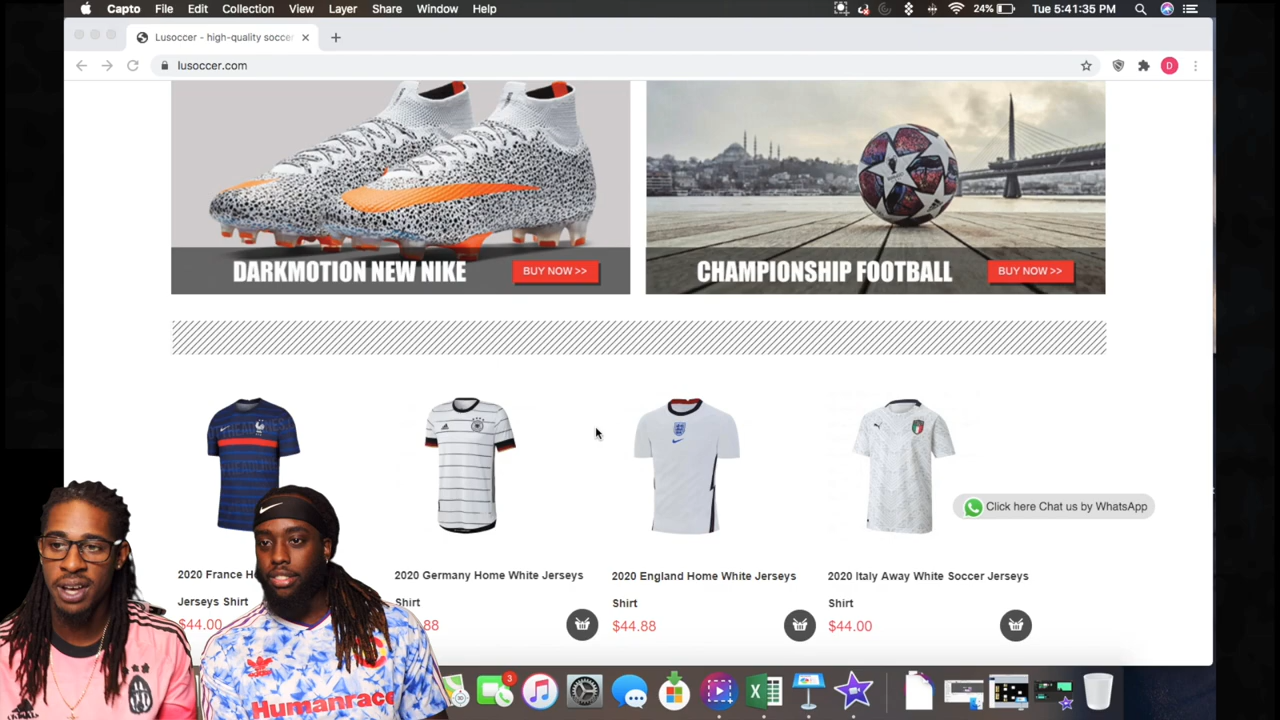 Capto File Edit Collection View Layer Share Window Help 24% Tue 5:41:35 PM
Lusoccer - high-quality soccer
lusoccer.com D
DARKMOTION NEW NIKE BUY NOW >> CHAMPIONSHIP FOOTBALL BUY NOW >>
Click here Chat us by WhatsApp
2020 France 2020 Germany Home White Jerseys 2020 England Home White Jerseys 2020 Italy Away White Soccer Jerseys
Jerseys Shirt Shirt Shirt Shirt
$44.00 .88 $44.88 $44.00
Humanrace
3